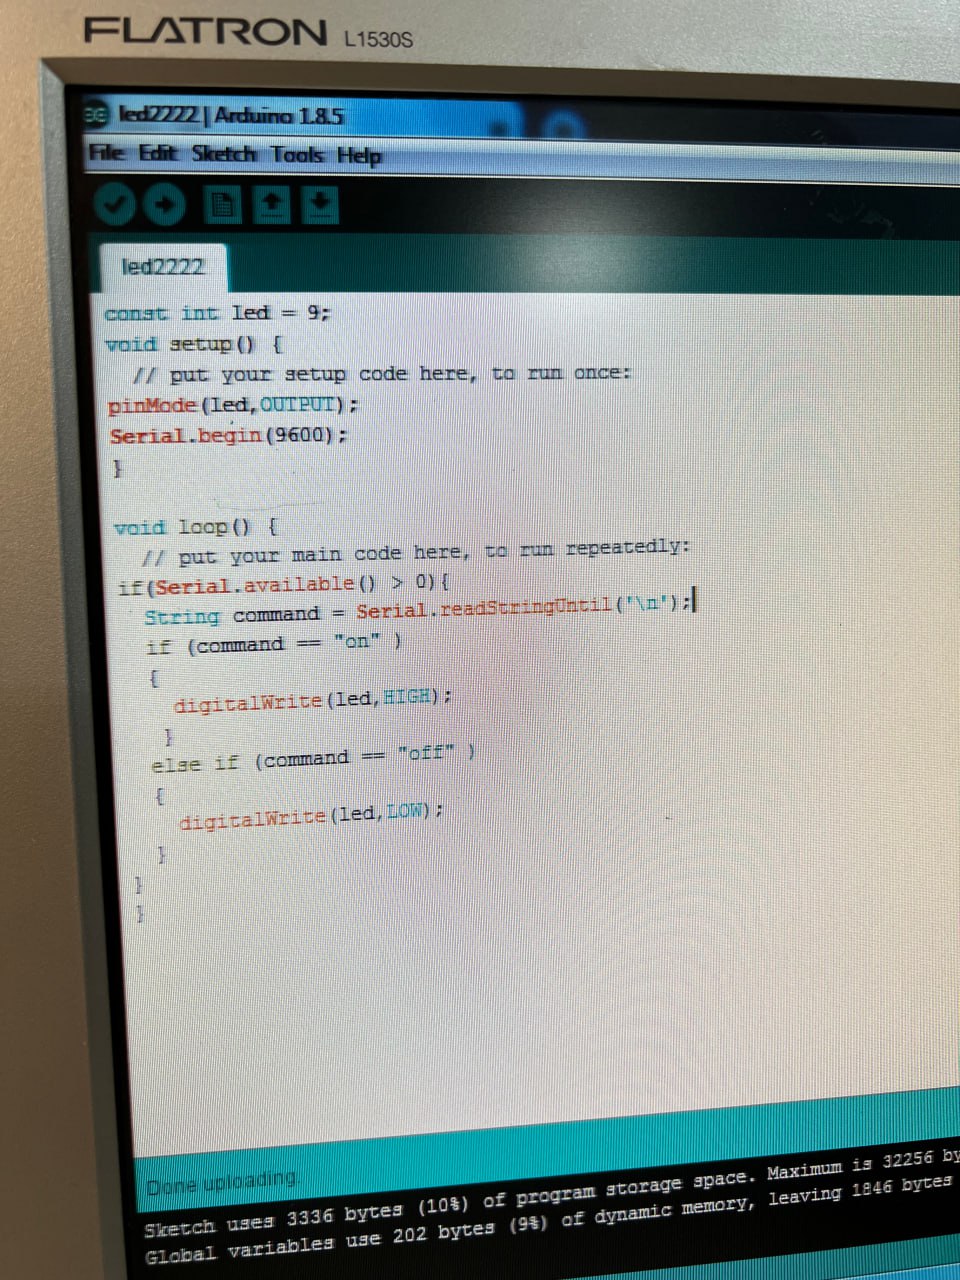 FLATRON L1530S
led2222 | Arduino 1.8.5
File Edit Sketch Tools Help
led2222
const int led = 9;
void setup() {
  // put your setup code here, to run once:
pinMode(led,OUTPUT);
Serial.begin(9600);
}
void loop() {
  // put your main code here, to run repeatedly:
if(Serial.available() > 0){
  String command = Serial.readStringUntil('\n');
  if (command == "on" )
  {
    digitalWrite(led,HIGH);
  }
  else if (command == "off" )
  {
    digitalWrite(led,LOW);
  }
}
}
Done uploading.
Sketch uses 3336 bytes (10%) of program storage space. Maximum is 32256 by
Global variables use 202 bytes (9%) of dynamic memory, leaving 1846 bytes